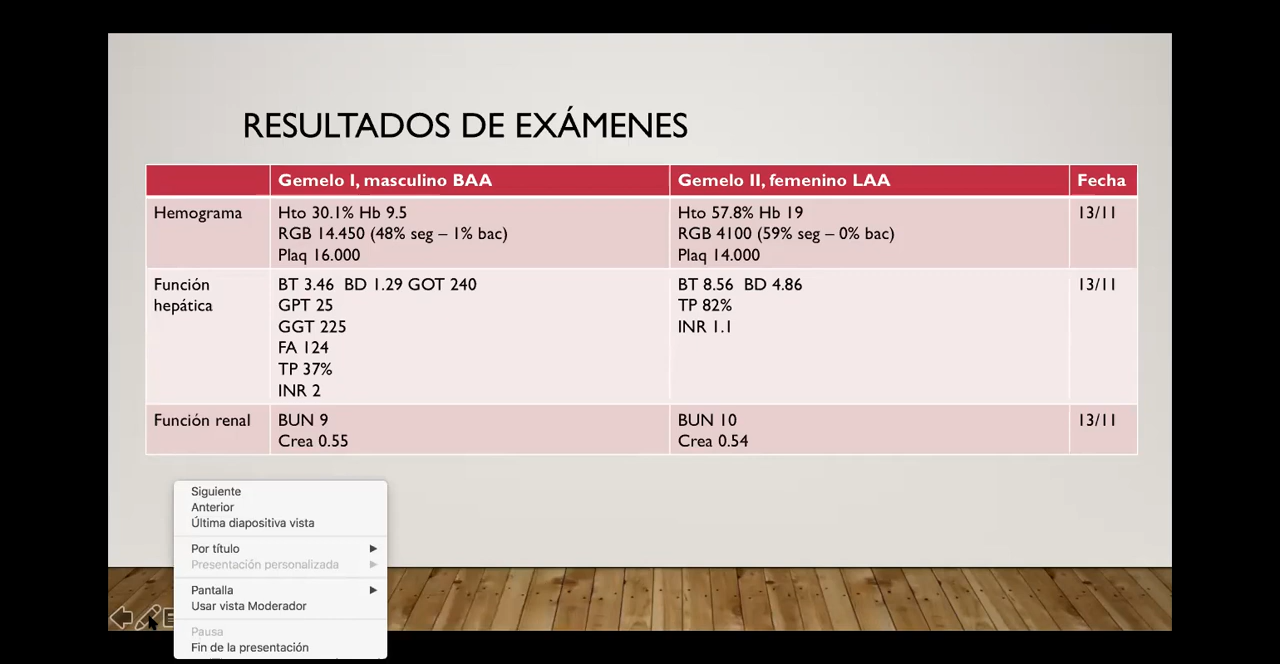 RESULTADOS DE EXÁMENES
Gemelo I, masculino BAA
Gemelo II, femenino LAA
Fecha
Hemograma
Hto 30.1% Hb 9.5
RGB 14.450 (48% seg – 1% bac)
Plaq 16.000
Hto 57.8% Hb 19
RGB 4100 (59% seg – 0% bac)
Plaq 14.000
13/11
Función
hepática
BT 3.46 BD 1.29 GOT 240
GPT 25
GGT 225
FA 124
TP 37%
INR 2
BT 8.56 BD 4.86
TP 82%
INR 1.1
13/11
Función renal
BUN 9
Crea 0.55
BUN 10
Crea 0.54
13/11
Siguiente
Anterior
Última diapositiva vista
Por título
Presentación personalizada
Pantalla
Usar vista Moderador
Pausa
Fin de la presentación